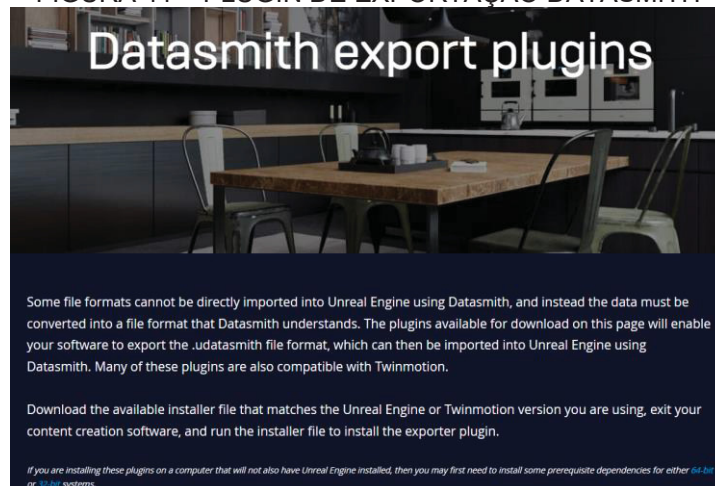 FIGURA 41 - PLUGIN DE EXPORTAÇÃO DATASMITH
Datasmith export plugins
Some file formats cannot be directly imported into Unreal Engine using Datasmith, and instead the data must be
converted into a file format that Datasmith understands. The plugins available for download on this page will enable
your software to export the .udatasmith file format, which can then be imported into Unreal Engine using
Datasmith. Many of these plugins are also compatible with Twinmotion.
Download the available installer file that matches the Unreal Engine or Twinmotion version you are using, exit your
content creation software, and run the installer file to install the exporter plugin.
If you are installing these plugins on a computer that will not also have Unreal Engine installed, then you may first need to install some prerequisite dependencies for either 64-bit
or 32-bit systems.